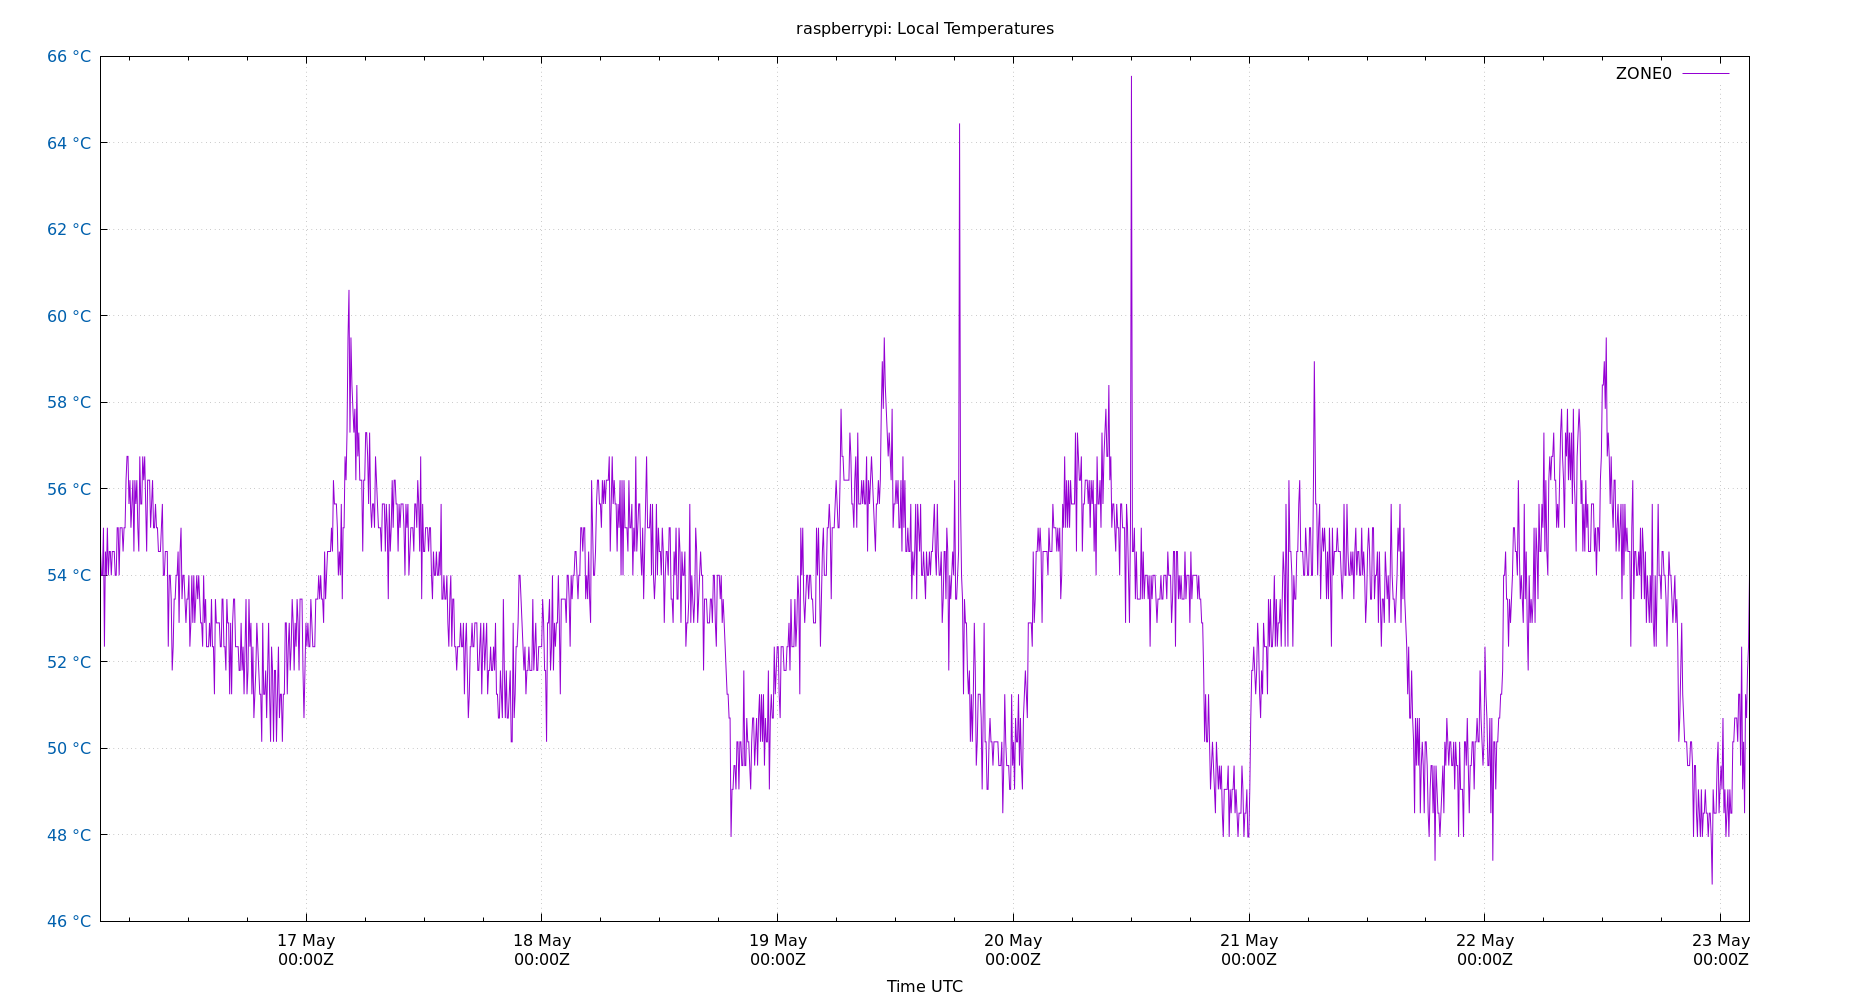 raspberrypi: Local Temperatures
66 °C
ZONE0
64 °C
62 °C
60 °C
58 °C
56 °C
54 °C
52 °C
50 °C
48 °C
46 °C
17 May 18 May 19 May 20 May 21 May 22 May 23 May
00:00Z 00:00Z 00:00Z 00:00Z 00:00Z 00:00Z 00:00Z
Time UTC